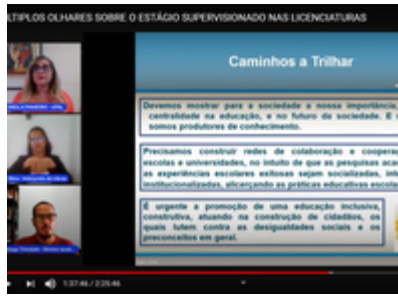 LTIPLOS OLHARES SOBRE O ESTÁGIO SUPERVISIONADO NAS LICENCIATURAS
Caminhos a Trilhar
Devemos mostrar para a sociedade a nossa importância,
centralidade na educação, e no futuro da sociedade. E
somos produtores de conhecimento.
Precisamos construir redes de colaboração e coopera
escolas e universidades, no intuito de que as pesquisas aca
as experiências escolares exitosas sejam socializadas, in
institucionalizadas, alicerçando as práticas educativas escola
É urgente a promoção de uma educação inclusiva,
construtiva, atuando na construção de cidadãos, os
quais lutem contra as desigualdades sociais e os
preconceitos em geral.
1:37:46 / 2:25:46